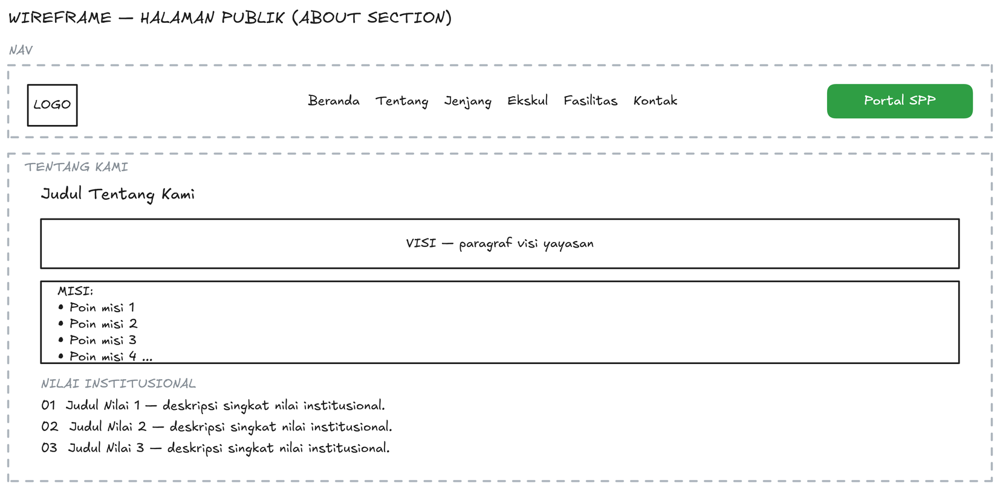 WIREFRAME — HALAMAN PUBLIK (ABOUT SECTION)
NAV
LOGO
Beranda Tentang Jenjang Ekskul Fasilitas Kontak
Portal SPP
TENTANG KAMI
Judul Tentang Kami
VISI — paragraf visi yayasan
MISI:
• Poin misi 1
• Poin misi 2
• Poin misi 3
• Poin misi 4 ...
NILAI INSTITUSIONAL
01 Judul Nilai 1 — deskripsi singkat nilai institusional.
02 Judul Nilai 2 — deskripsi singkat nilai institusional.
03 Judul Nilai 3 — deskripsi singkat nilai institusional.